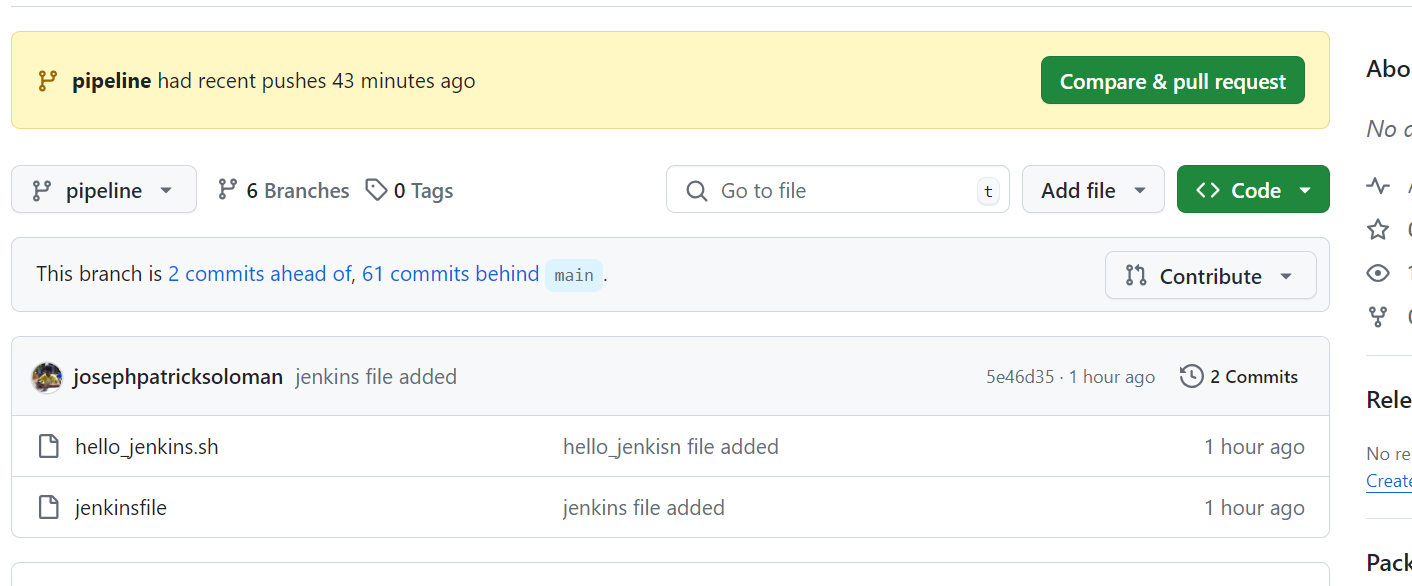 pipeline had recent pushes 43 minutes ago
Compare & pull request
pipeline
6 Branches
0 Tags
Go to file
t
Add file
Code
This branch is 2 commits ahead of, 61 commits behind main.
Contribute
josephpatricksoloman jenkins file added
5e46d35 · 1 hour ago
2 Commits
hello_jenkins.sh hello_jenkisn file added 1 hour ago
jenkinsfile jenkins file added 1 hour ago
Abo
No
Rele
No re
Create
Pack